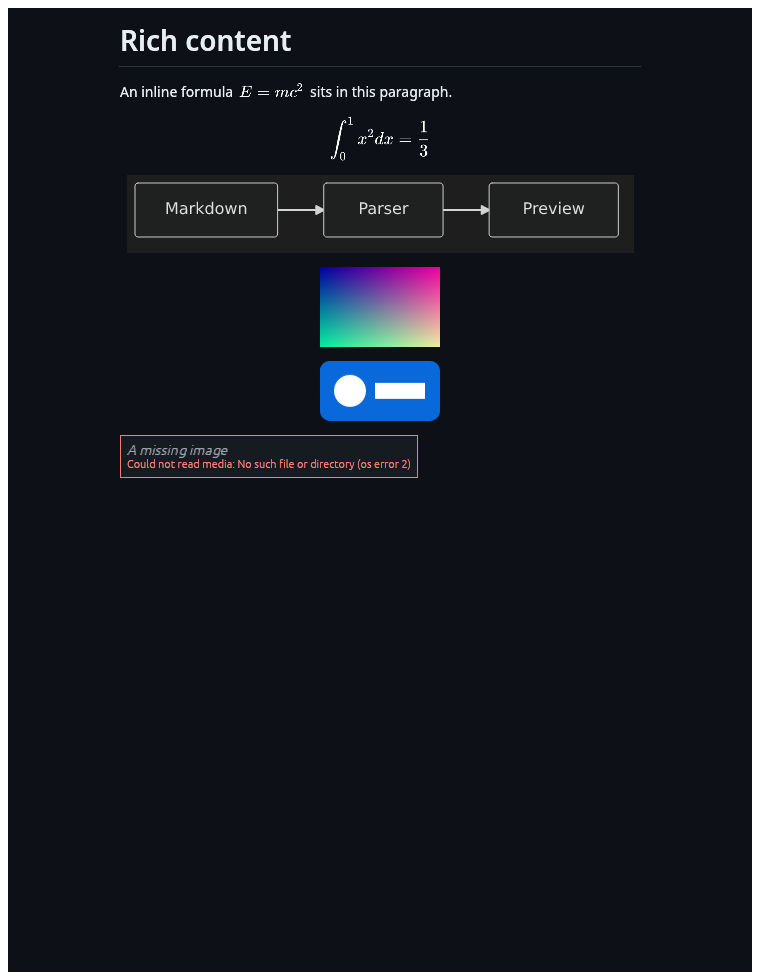 Rich content
An inline formula E = mc² sits in this paragraph.
∫₀¹ x²dx = 1/3
Markdown
Parser
Preview
A missing image
Could not read media: No such file or directory (os error 2)